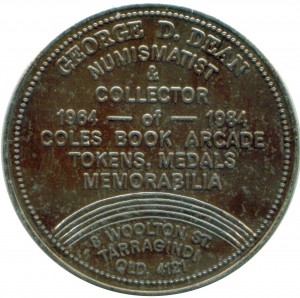 GEORGE D. DEAN
NUMISMATIST
&
COLLECTOR
1964 — of — 1984
COLES BOOK ARCADE
TOKENS, MEDALS
MEMORABILIA
8 WOOLTON ST.
TARRAGINDI
QLD. 4121